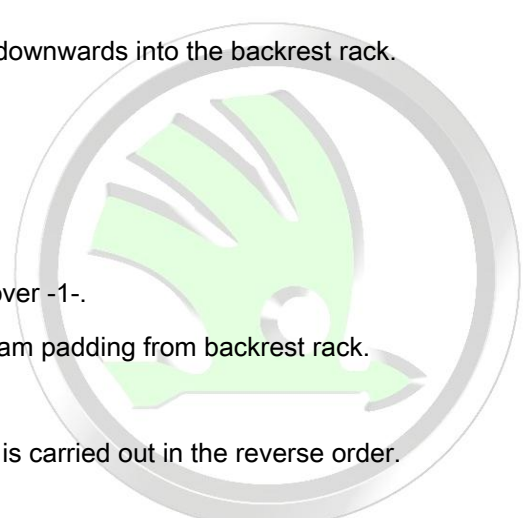 downwards into the backrest rack.
over -1-.
am padding from backrest rack.
is carried out in the reverse order.